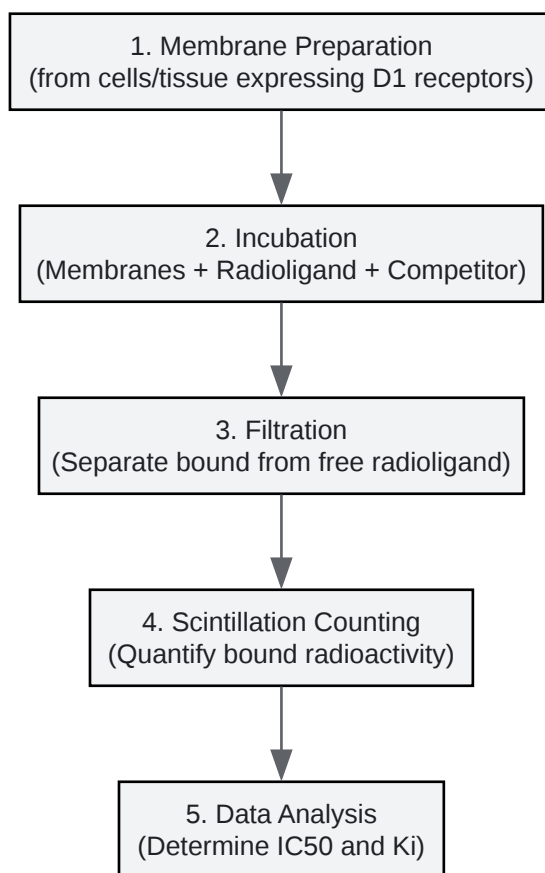 1. Membrane Preparation
(from cells/tissue expressing D1 receptors)
2. Incubation
(Membranes + Radioligand + Competitor)
3. Filtration
(Separate bound from free radioligand)
4. Scintillation Counting
(Quantify bound radioactivity)
5. Data Analysis
(Determine IC50 and Ki)